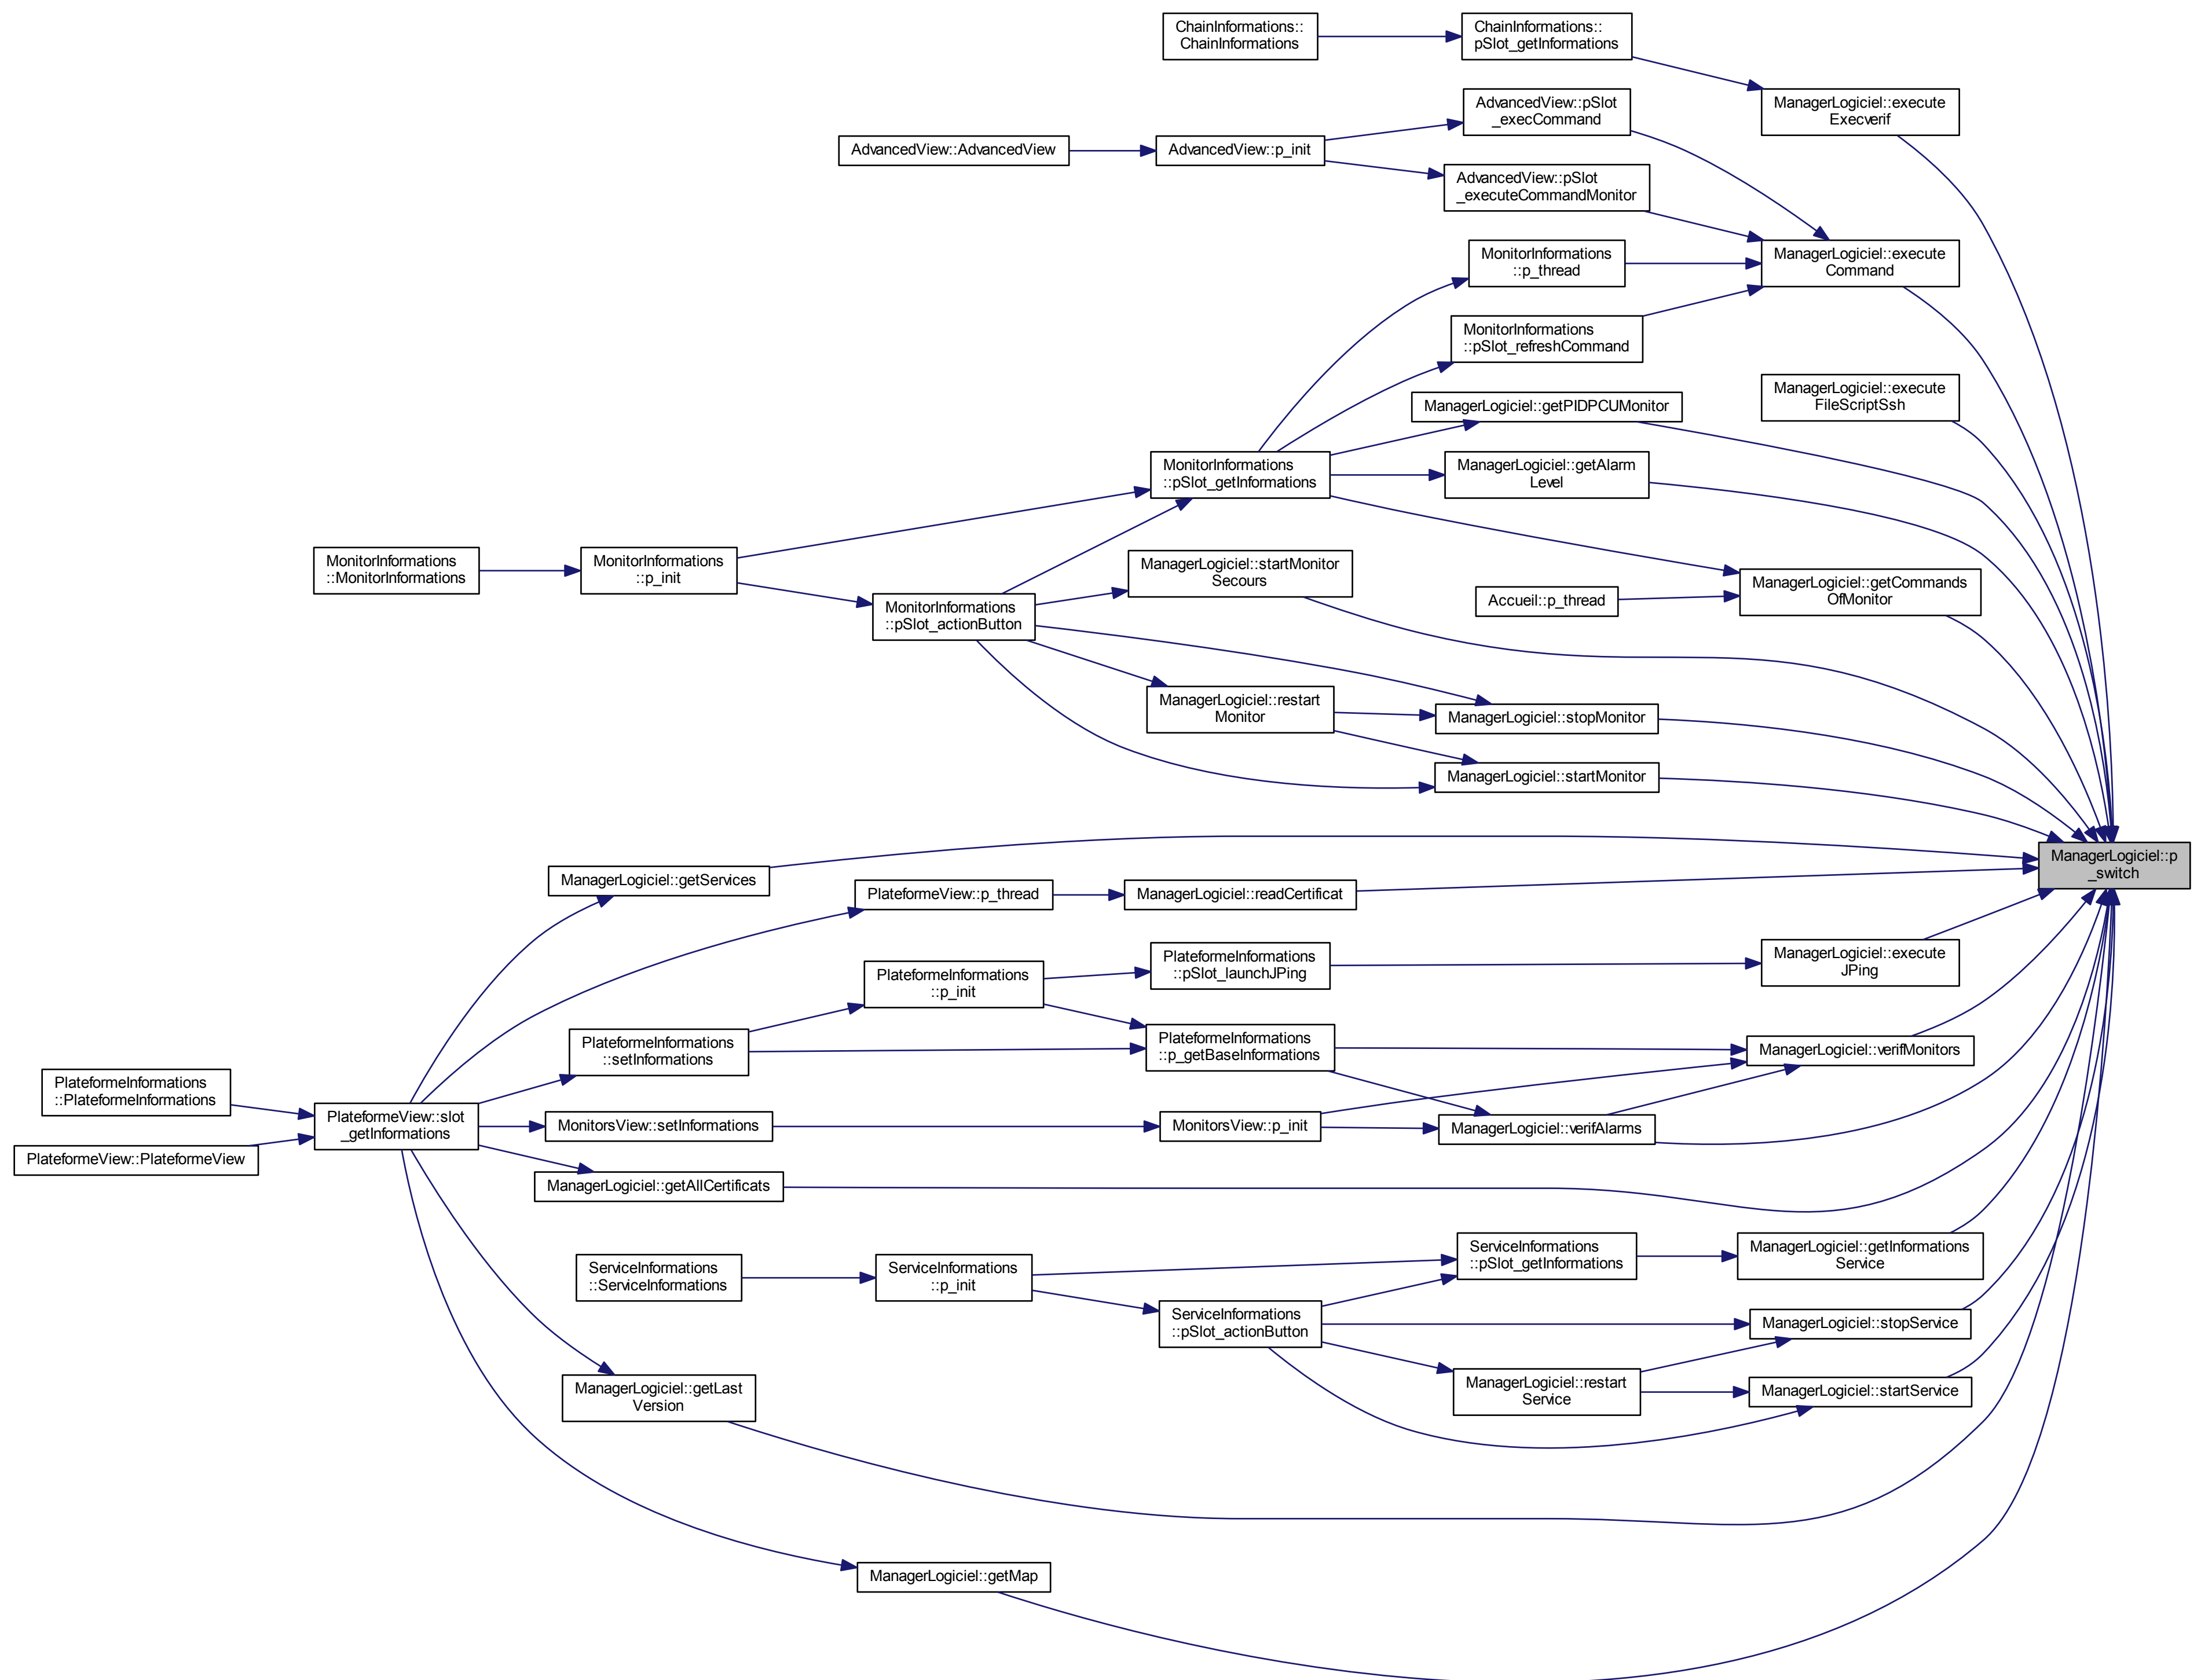 ChainInformations::
ChainInformations
ChainInformations::
pSlot_getInformations
ManagerLogiciel::execute
Execverif
AdvancedView::pSlot
_execCommand
AdvancedView::AdvancedView
AdvancedView::p_init
AdvancedView::pSlot
_executeCommandMonitor
MonitorInformations
::p_thread
ManagerLogiciel::execute
Command
MonitorInformations
::pSlot_refreshCommand
ManagerLogiciel::getPIDPCUMonitor
ManagerLogiciel::execute
FileScriptSsh
MonitorInformations
::pSlot_getInformations
ManagerLogiciel::getAlarm
Level
MonitorInformations
::MonitorInformations
MonitorInformations
::p_init
ManagerLogiciel::startMonitor
Secours
MonitorInformations
::pSlot_actionButton
Accueil::p_thread
ManagerLogiciel::getCommands
OfMonitor
ManagerLogiciel::restart
Monitor
ManagerLogiciel::stopMonitor
ManagerLogiciel::startMonitor
ManagerLogiciel::p
_switch
ManagerLogiciel::getServices
PlateformeView::p_thread
ManagerLogiciel::readCertificat
PlateformeInformations
::p_init
PlateformeInformations
::pSlot_launchJPing
ManagerLogiciel::execute
JPing
PlateformeInformations
::setInformations
PlateformeInformations
::p_getBaseInformations
ManagerLogiciel::verifMonitors
PlateformeInformations
::PlateformeInformations
PlateformeView::slot
_getInformations
MonitorsView::setInformations
MonitorsView::p_init
ManagerLogiciel::verifAlarms
PlateformeView::PlateformeView
ManagerLogiciel::getAllCertificats
ServiceInformations
::ServiceInformations
ServiceInformations
::p_init
ServiceInformations
::pSlot_getInformations
ManagerLogiciel::getInformations
Service
ServiceInformations
::pSlot_actionButton
ManagerLogiciel::stopService
ManagerLogiciel::getLast
Version
ManagerLogiciel::restart
Service
ManagerLogiciel::startService
ManagerLogiciel::getMap